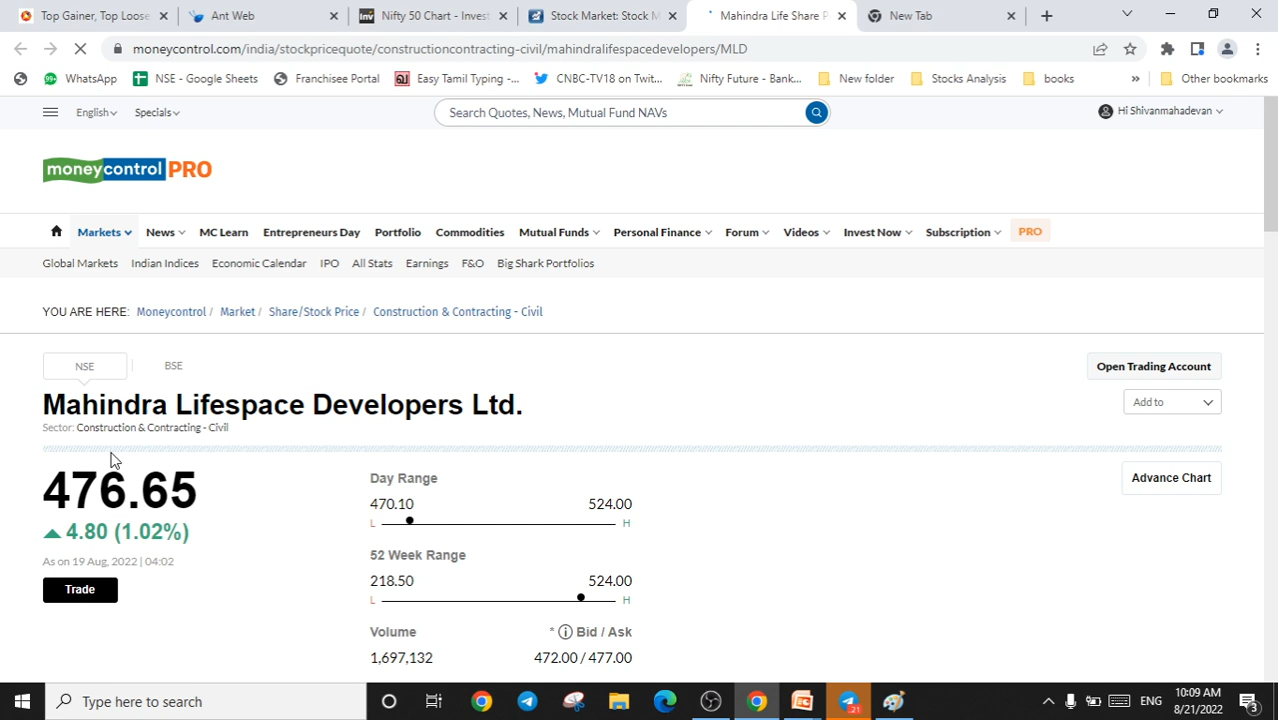 Top Gainer, Top Loose
Ant Web
Nifty 50 Chart - Invest
Stock Market: Stock M
Mahindra Life Share P
New Tab
moneycontrol.com/india/stockpricequote/constructioncontracting-civil/mahindralifespacedevelopers/MLD
WhatsApp
NSE - Google Sheets
Franchisee Portal
Easy Tamil Typing -...
CNBC-TV18 on Twit...
Nifty Future - Bank...
New folder
Stocks Analysis
books
»
Other bookmarks
English
Specials
Search Quotes, News, Mutual Fund NAVs
Hi Shivanmahadevan
moneycontrol PRO
Markets
News
MC Learn
Entrepreneurs Day
Portfolio
Commodities
Mutual Funds
Personal Finance
Forum
Videos
Invest Now
Subscription
PRO
Global Markets
Indian Indices
Economic Calendar
IPO
All Stats
Earnings
F&O
Big Shark Portfolios
YOU ARE HERE: Moneycontrol / Market / Share/Stock Price / Construction & Contracting - Civil
NSE
BSE
Open Trading Account
Mahindra Lifespace Developers Ltd.
Add to
Sector: Construction & Contracting - Civil
476.65
4.80 (1.02%)
As on 19 Aug, 2022 | 04:02
Trade
Day Range
470.10 524.00
L H
52 Week Range
218.50 524.00
L H
Volume * i Bid / Ask
1,697,132 472.00 / 477.00
Advance Chart
Type here to search
21
ENG
10:09 AM
8/21/2022
3